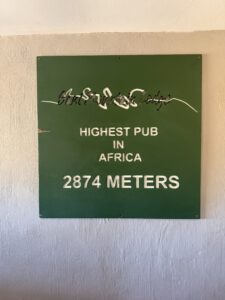 HIGHEST PUB
IN
AFRICA
2874 METERS